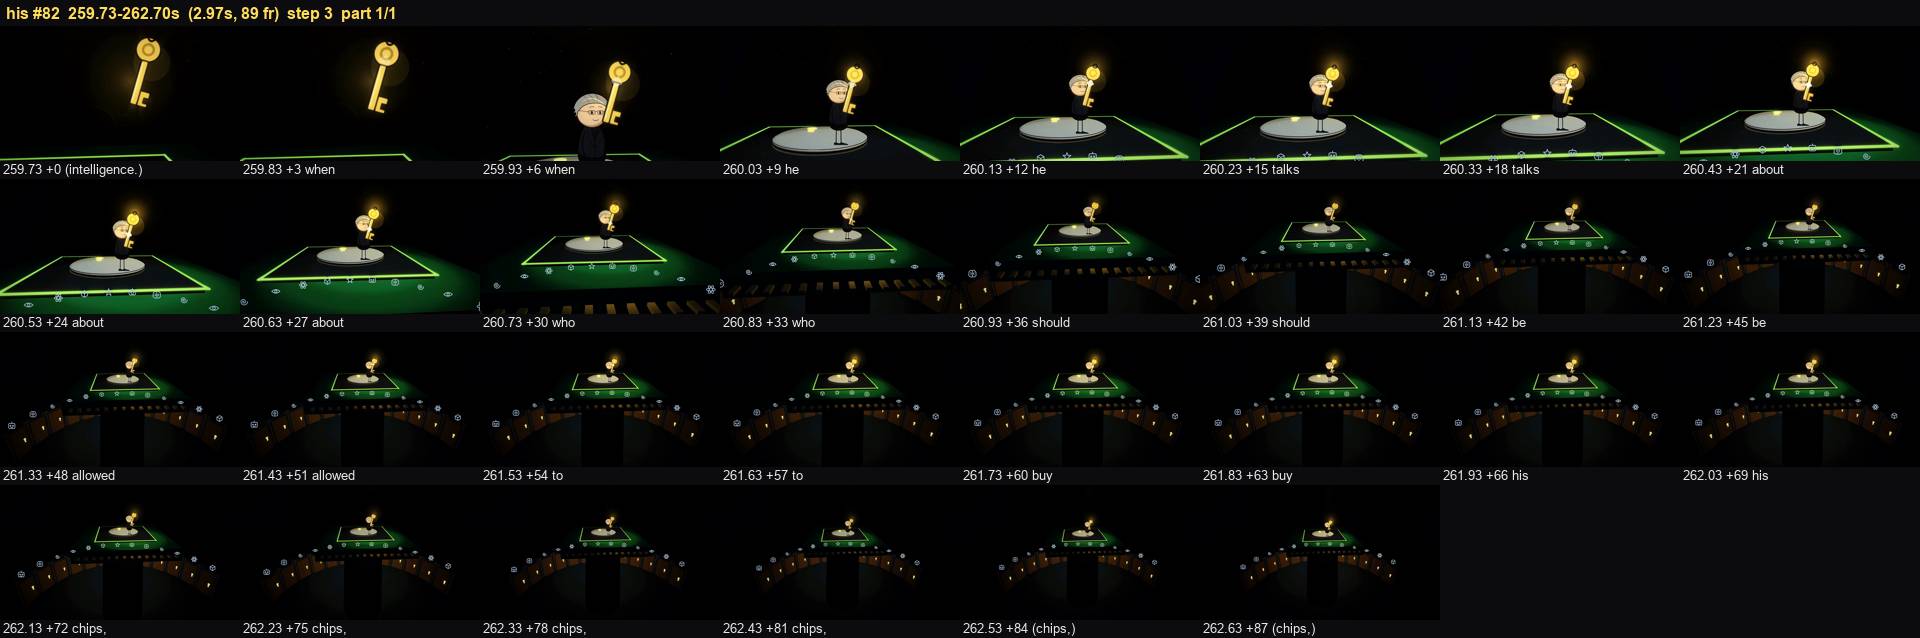 his #82 259.73-262.70s (2.97s, 89 fr) step 3 part 1/1
259.73 +0 (intelligence.)
259.83 +3 when
259.93 +6 when
260.03 +9 he
260.13 +12 he
260.23 +15 talks
260.33 +18 talks
260.43 +21 about
260.53 +24 about
260.63 +27 about
260.73 +30 who
260.83 +33 who
260.93 +36 should
261.03 +39 should
261.13 +42 be
261.23 +45 be
261.33 +48 allowed
261.43 +51 allowed
261.53 +54 to
261.63 +57 to
261.73 +60 buy
261.83 +63 buy
261.93 +66 his
262.03 +69 his
262.13 +72 chips,
262.23 +75 chips,
262.33 +78 chips,
262.43 +81 chips,
262.53 +84 (chips,)
262.63 +87 (chips,)